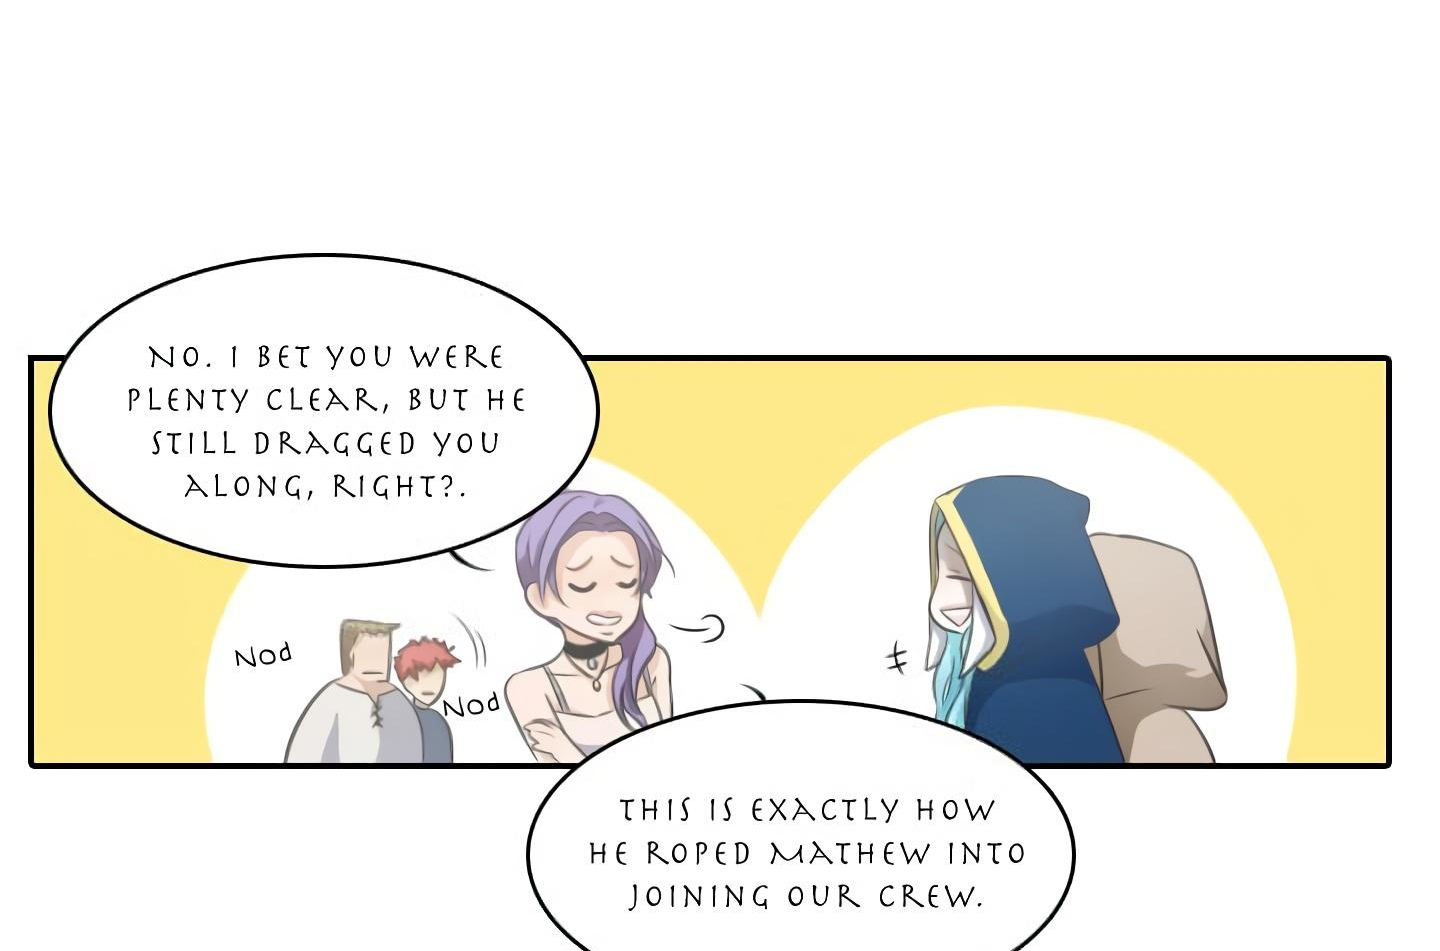 NO. I BET YOU WERE
PLENTY CLEAR, BUT HE
STILL DRAGGED YOU
ALONG, RIGHT?.
NOD
NOD
THIS IS EXACTLY HOW
HE ROPED MATHEW INTO
JOINING OUR CREW.